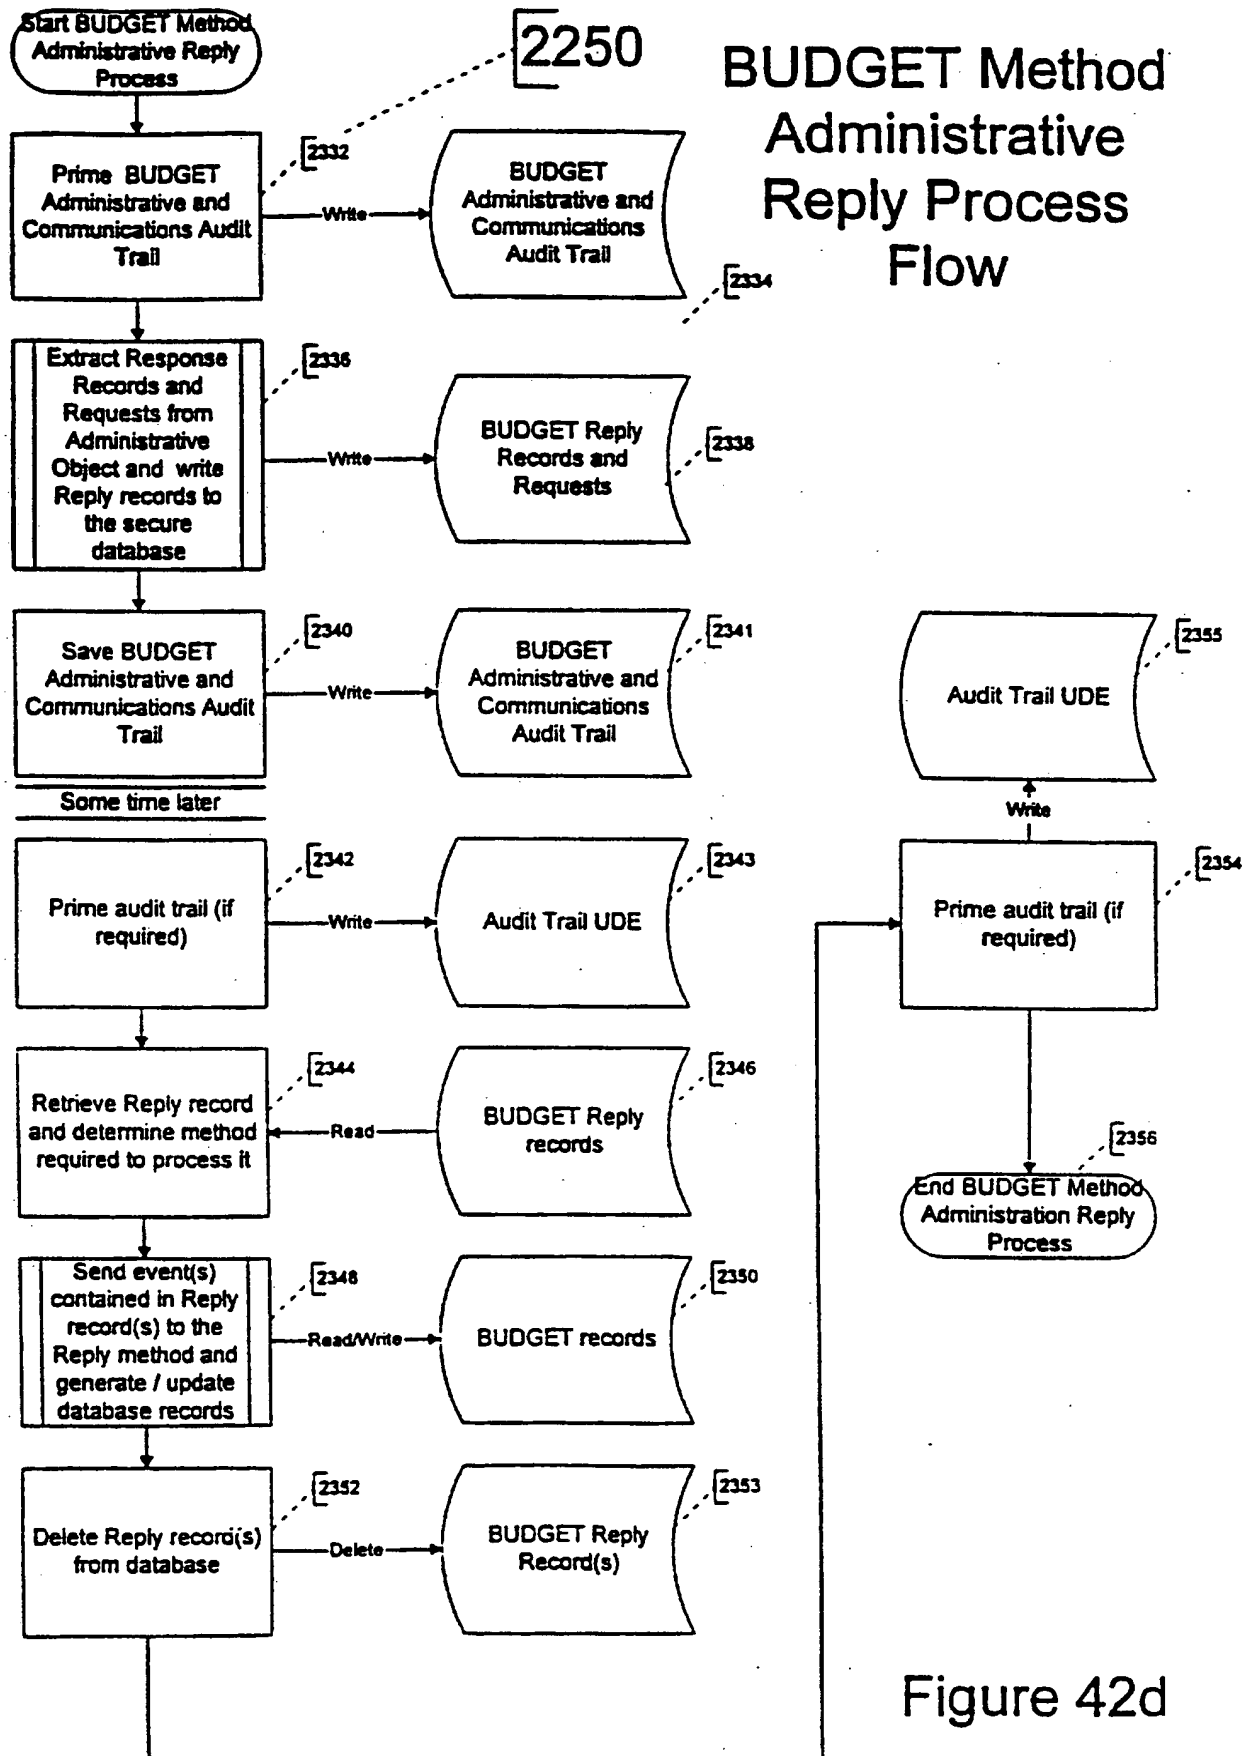 Start BUDGET Method
Administrative Reply
Process
2250
BUDGET Method
Administrative
Reply Process
Flow
Prime BUDGET
Administrative and
Communications Audit
Trail
2332
Write
BUDGET
Administrative and
Communications
Audit Trail
2334
Extract Response
Records and
Requests from
Administrative
Object and write
Reply records to
the secure
database
2336
Write
BUDGET Reply
Records and
Requests
2338
Save BUDGET
Administrative and
Communications Audit
Trail
2340
Write
BUDGET
Administrative and
Communications
Audit Trail
2341
Some time later
Prime audit trail (if
required)
2342
Write
Audit Trail UDE
2343
Retrieve Reply record
and determine method
required to process it
2344
Read
BUDGET Reply
records
2346
Send event(s)
contained in Reply
record(s) to the
Reply method and
generate / update
database records
2348
Read/Write
BUDGET records
2350
Delete Reply record(s)
from database
2352
Delete
BUDGET Reply
Record(s)
2353
Audit Trail UDE
2355
Write
Prime audit trail (if
required)
2354
2356
End BUDGET Method
Administration Reply
Process
Figure 42d